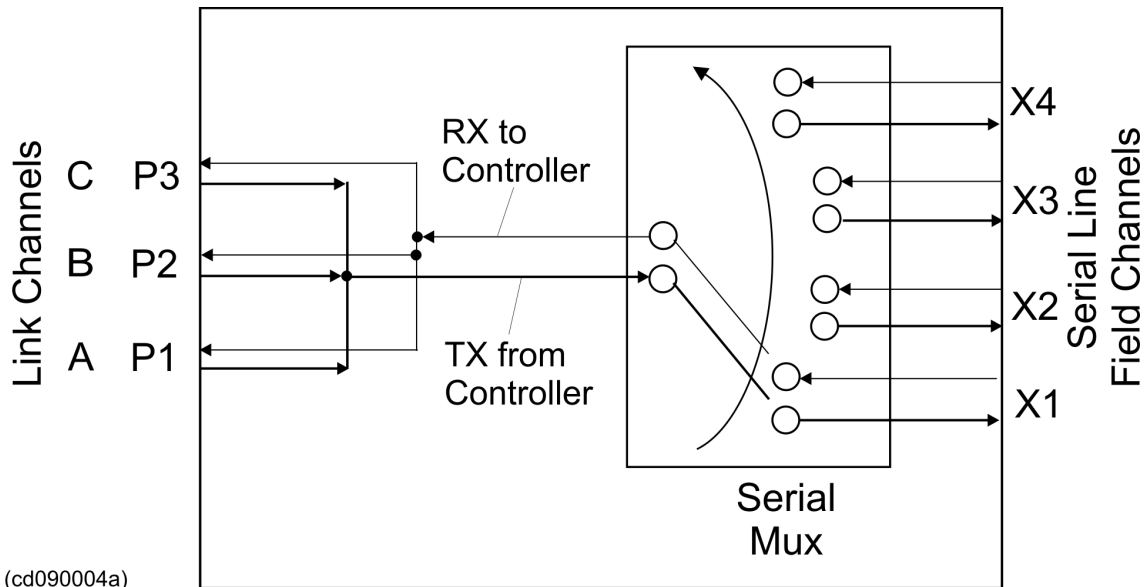 Link Channels
C P3
B P2
A P1
RX to
Controller
TX from
Controller
Serial
Mux
X4
X3
X2
X1
Serial Line
Field Channels
(cd090004a)